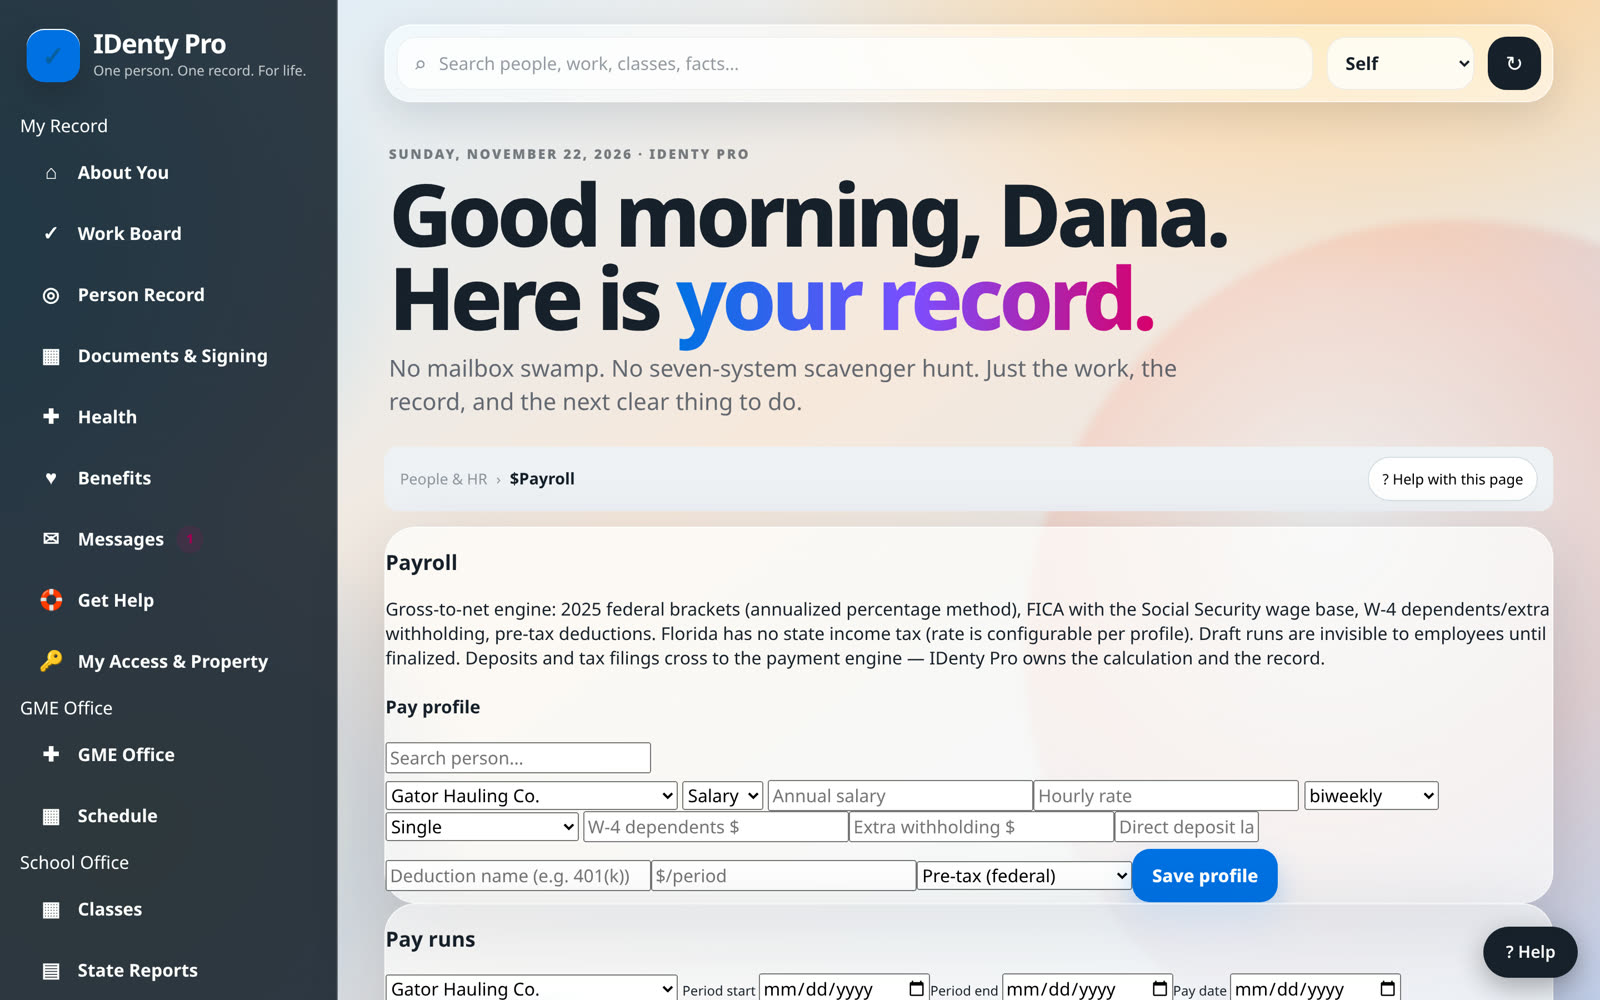 IDenty Pro
One person. One record. For life.
My Record
About You
Work Board
Person Record
Documents & Signing
Health
Benefits
Messages
Get Help
My Access & Property
GME Office
GME Office
Schedule
School Office
Classes
State Reports
Search people, work, classes, facts...
Self
SUNDAY, NOVEMBER 22, 2026 · IDENTY PRO
Good morning, Dana.
Here is your record.
No mailbox swamp. No seven-system scavenger hunt. Just the work, the
record, and the next clear thing to do.
People & HR › $Payroll
? Help with this page
Payroll
Gross-to-net engine: 2025 federal brackets (annualized percentage method), FICA with the Social Security wage base, W-4 dependents/extra
withholding, pre-tax deductions. Florida has no state income tax (rate is configurable per profile). Draft runs are invisible to employees until
finalized. Deposits and tax filings cross to the payment engine — IDenty Pro owns the calculation and the record.
Pay profile
Search person...
Gator Hauling Co. Salary Annual salary Hourly rate biweekly
Single W-4 dependents $ Extra withholding $ Direct deposit la
Deduction name (e.g. 401(k)) $/period Pre-tax (federal) Save profile
Pay runs
Gator Hauling Co. Period start mm/dd/yyyy Period end mm/dd/yyyy Pay date mm/dd/yyyy
? Help